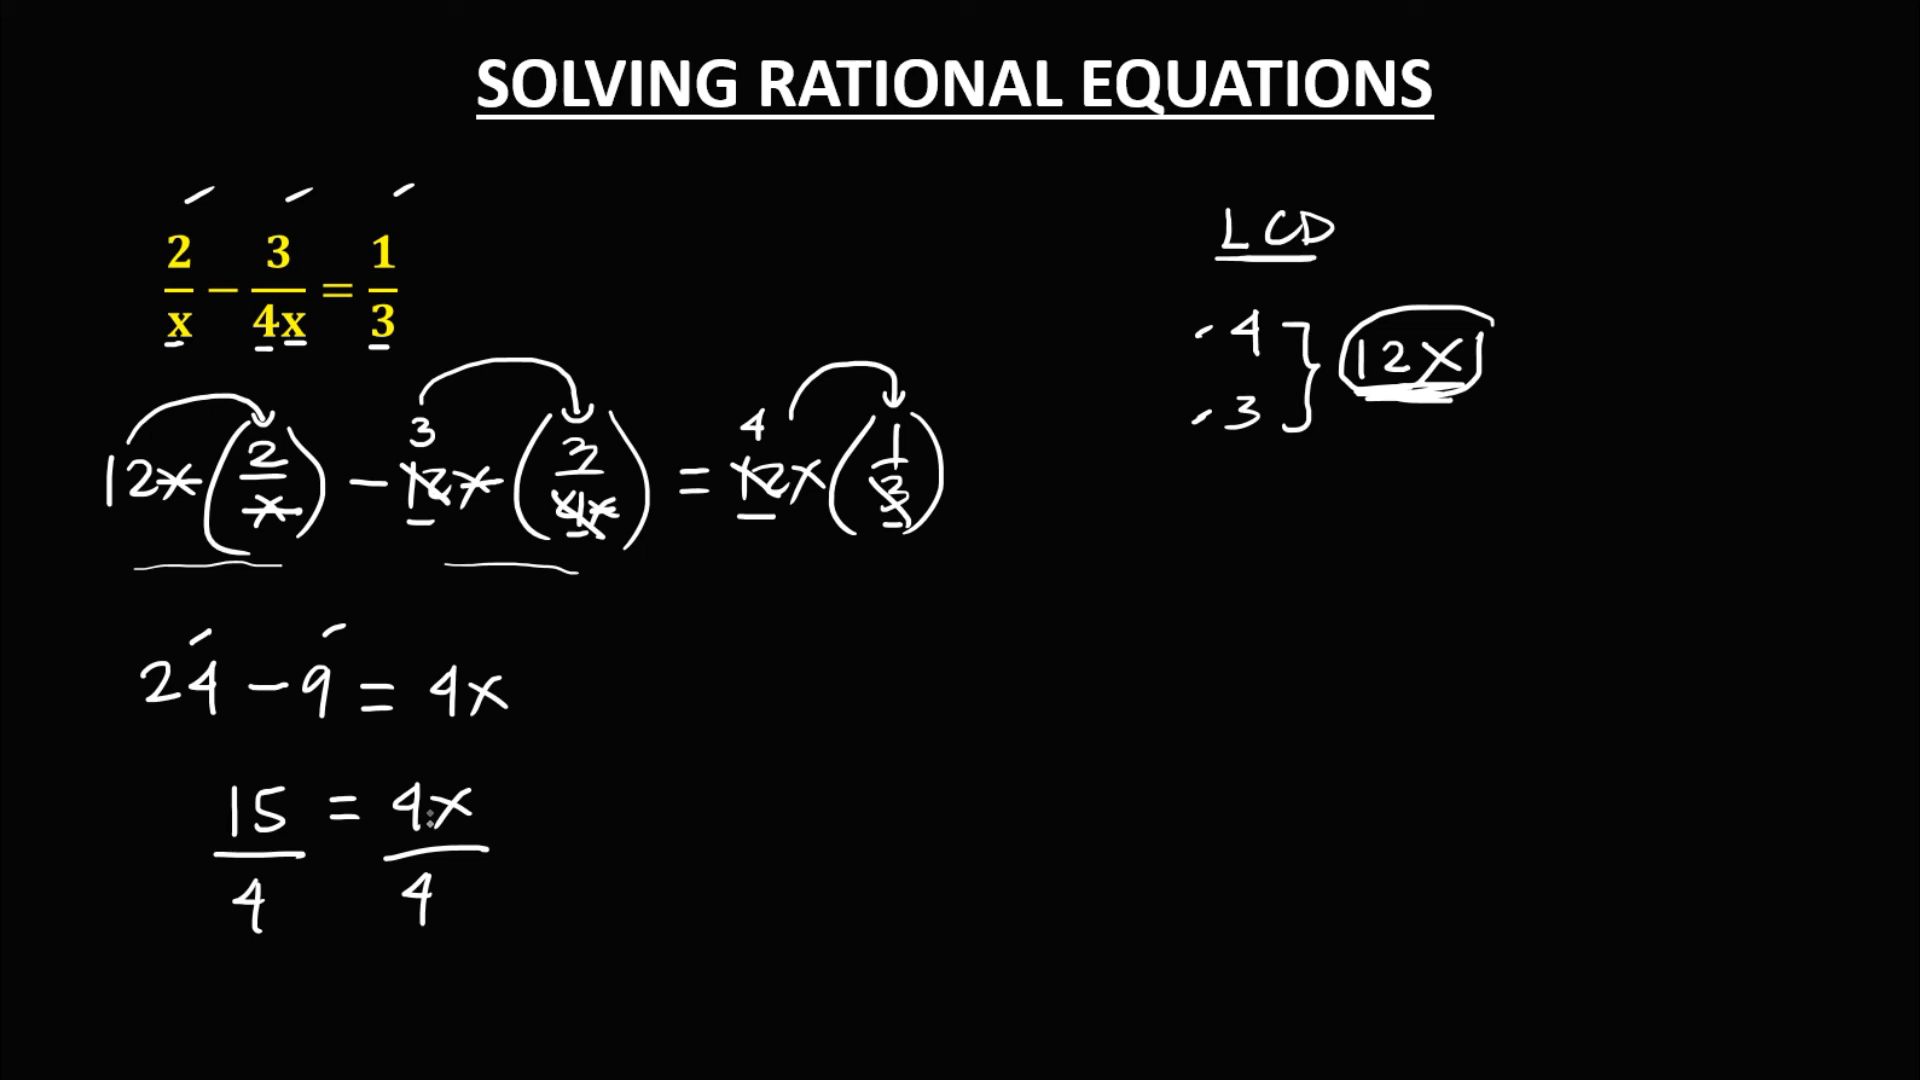 SOLVING RATIONAL EQUATIONS
2/x − 3/4x = 1/3
LCD
4
3
12x
3 4
12x(2/x) − 12x(3/4x) = 12x(1/3)
24 − 9 = 4x
15/4 = 4x/4